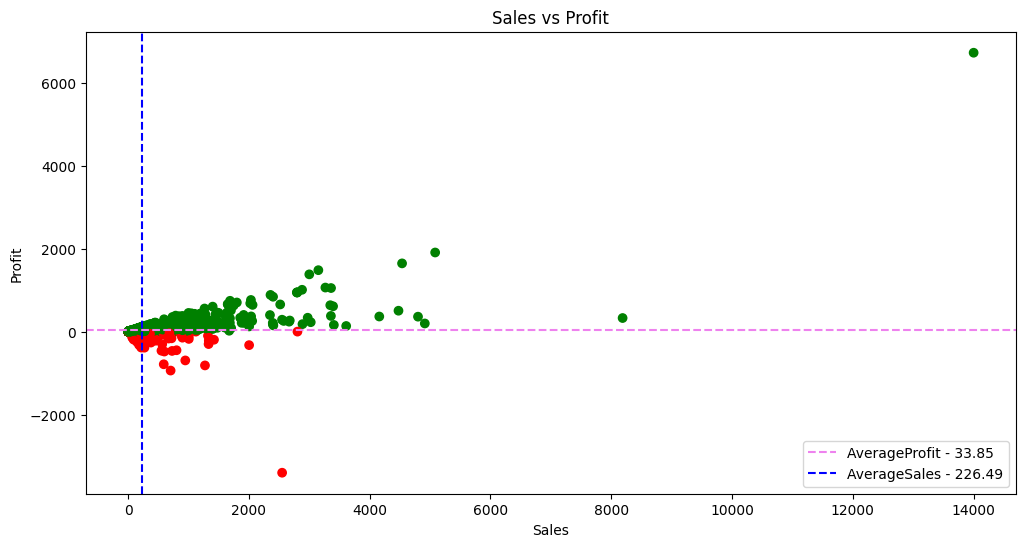 Sales vs Profit
Profit
6000
4000
2000
0
−2000
0
2000
4000
6000
8000
10000
12000
14000
Sales
AverageProfit - 33.85
AverageSales - 226.49